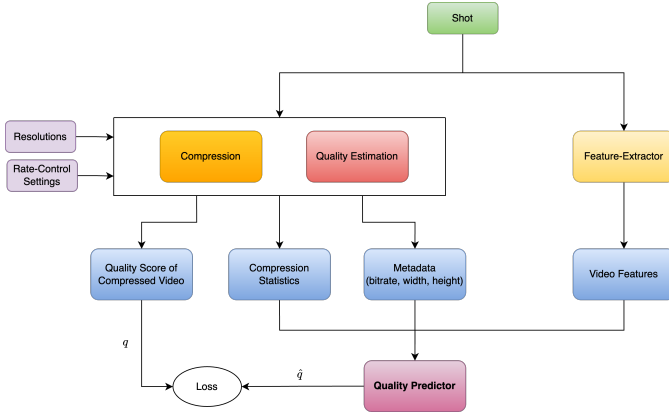 Shot
Resolutions
Rate-Control
Settings
Compression
Quality Estimation
Feature-Extractor
Quality Score of
Compressed Video
Compression
Statistics
Metadata
(bitrate, width, height)
Video Features
q
Loss
q̂
Quality Predictor